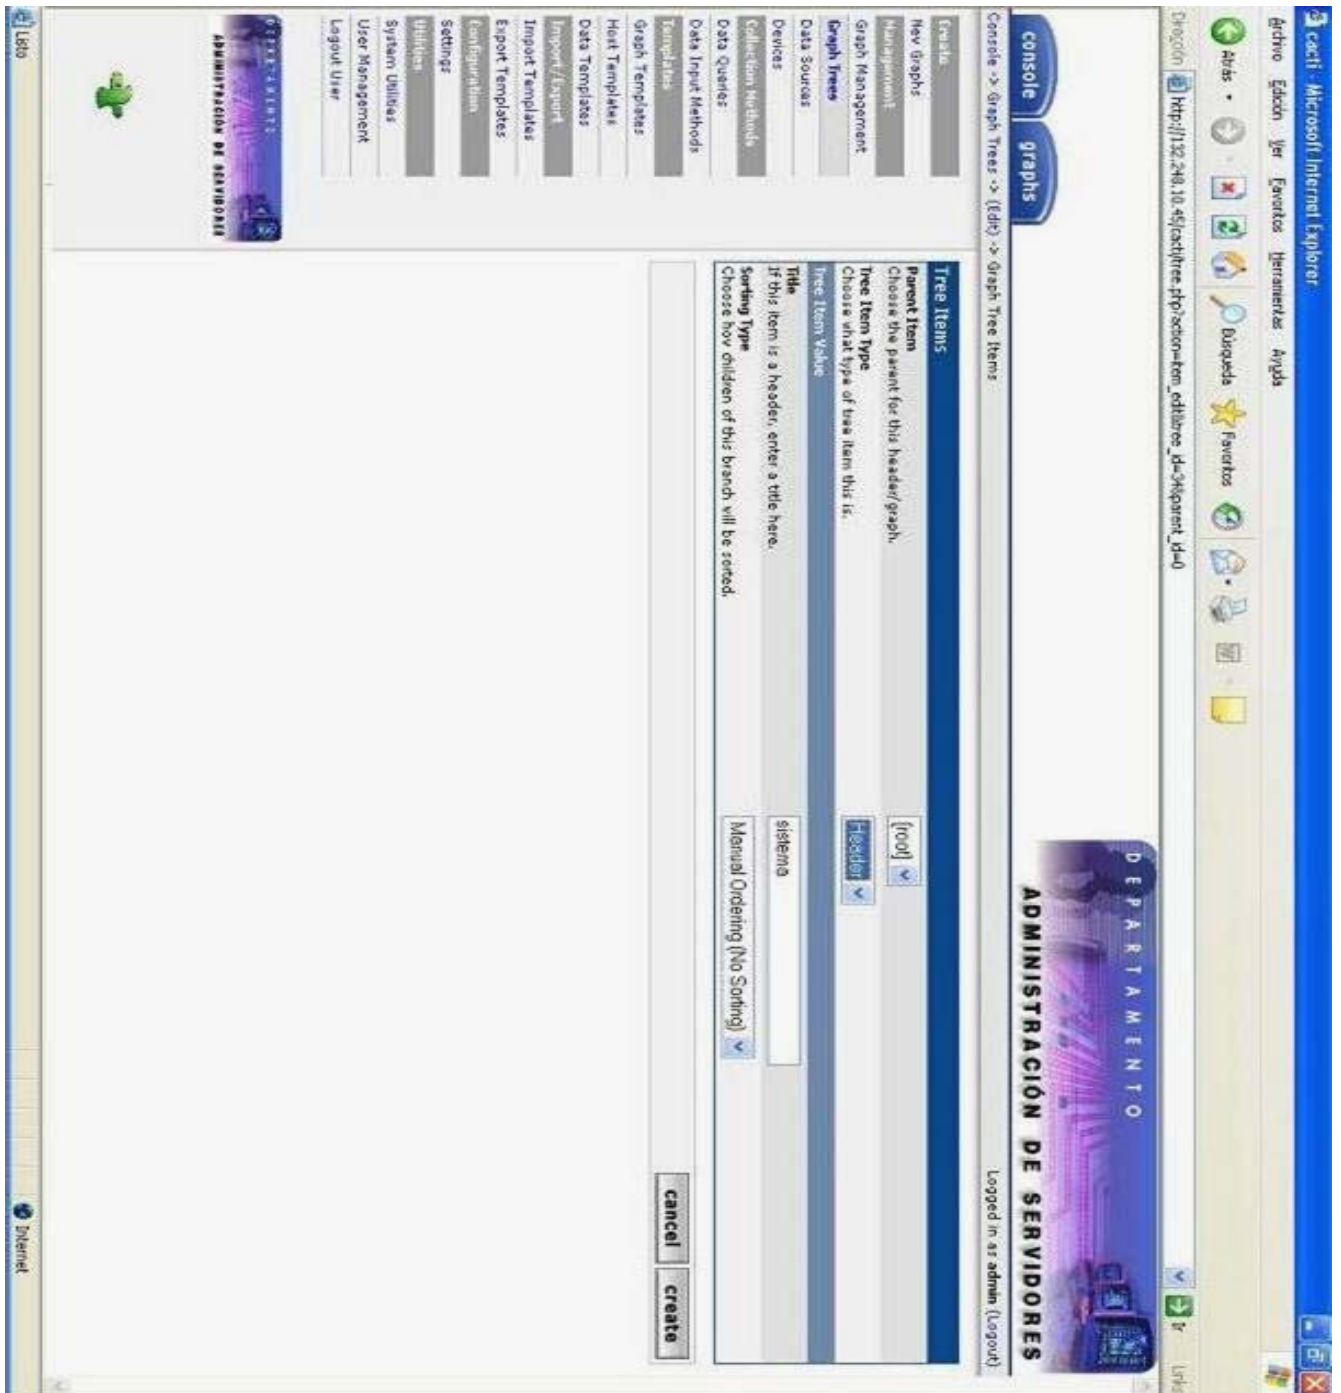 cacti - Microsoft Internet Explorer
Archivo Edición Ver Favoritos Herramientas Ayuda
Atrás Búsqueda Favoritos
Dirección http://132.248.10.45/cacti/tree.php?action=item_edit&tree_id=34&parent_id=0 Ir
DEPARTAMENTO
ADMINISTRACIÓN DE SERVIDORES
console graphs
Console -> Graph Trees -> (Edit) -> Graph Tree Items Logged in as admin (Logout)
Create
New Graphs
Management
Graph Management
Graph Trees
Data Sources
Devices
Collection Methods
Data Queries
Data Input Methods
Templates
Graph Templates
Host Templates
Data Templates
Import/Export
Import Templates
Export Templates
Configuration
Settings
Utilities
System Utilities
User Management
Logout User
DEPARTAMENTO
ADMINISTRACIÓN DE SERVIDORES
Tree Items
Parent Item
Choose the parent for this header/graph. [root]
Tree Item Type
Choose what type of tree item this is. Header
Tree Item Value
Title
If this item is a header, enter a title here. sistema
Sorting Type
Choose how children of this branch will be sorted. Manual Ordering (No Sorting)
cancel create
Listo Internet